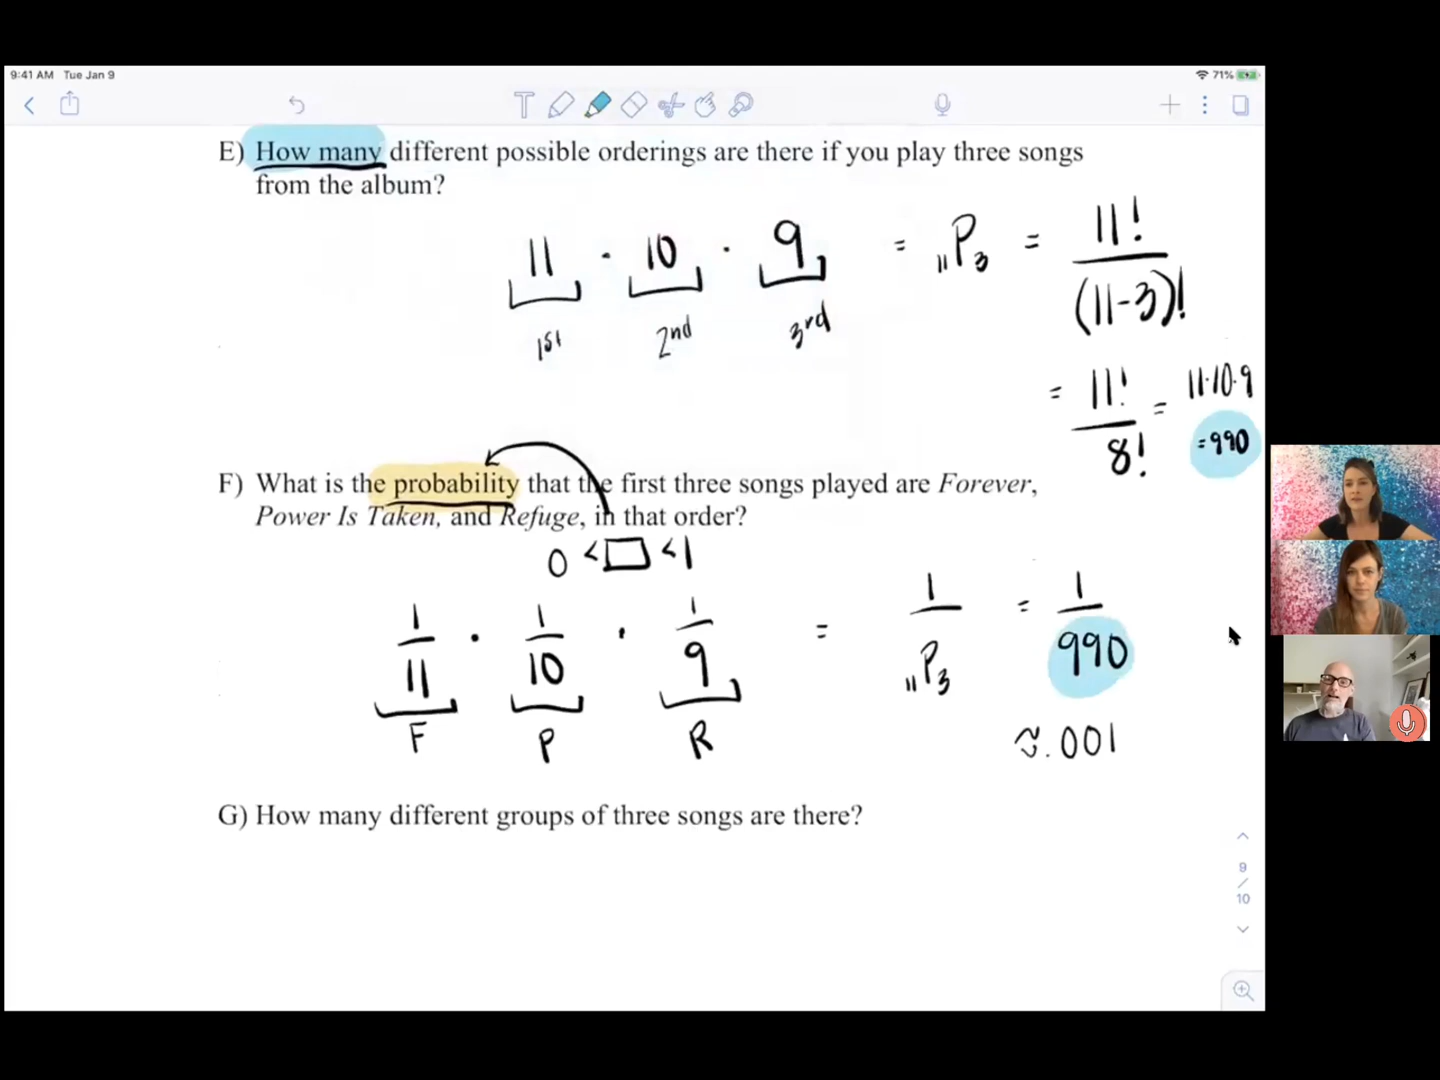 9:41 AM Tue Jan 9
71%
E) How many different possible orderings are there if you play three songs
from the album?
11 · 10 · 9 = 11P3 = 11! / (11-3)!
1st 2nd 3rd
= 11! / 8! = 11·10·9
= 990
F) What is the probability that the first three songs played are Forever,
Power Is Taken, and Refuge, in that order?
0 < □ < 1
1/11 · 1/10 · 1/9 = 1/11P3 = 1/990
F P R
≈ .001
G) How many different groups of three songs are there?
9
/
10